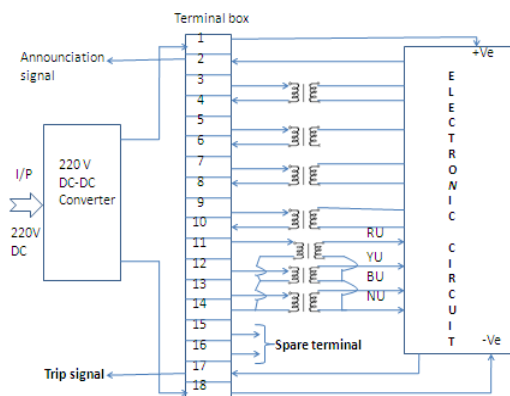 Terminal box
1
2
3
4
5
6
7
8
9
10
11
12
13
14
15
16
17
18
Announciation
signal
I/P
220V
DC
220 V
DC-DC
Converter
Trip signal
RU
YU
BU
NU
Spare terminal
+Ve
ELECTRONIC CIRCUIT
-Ve